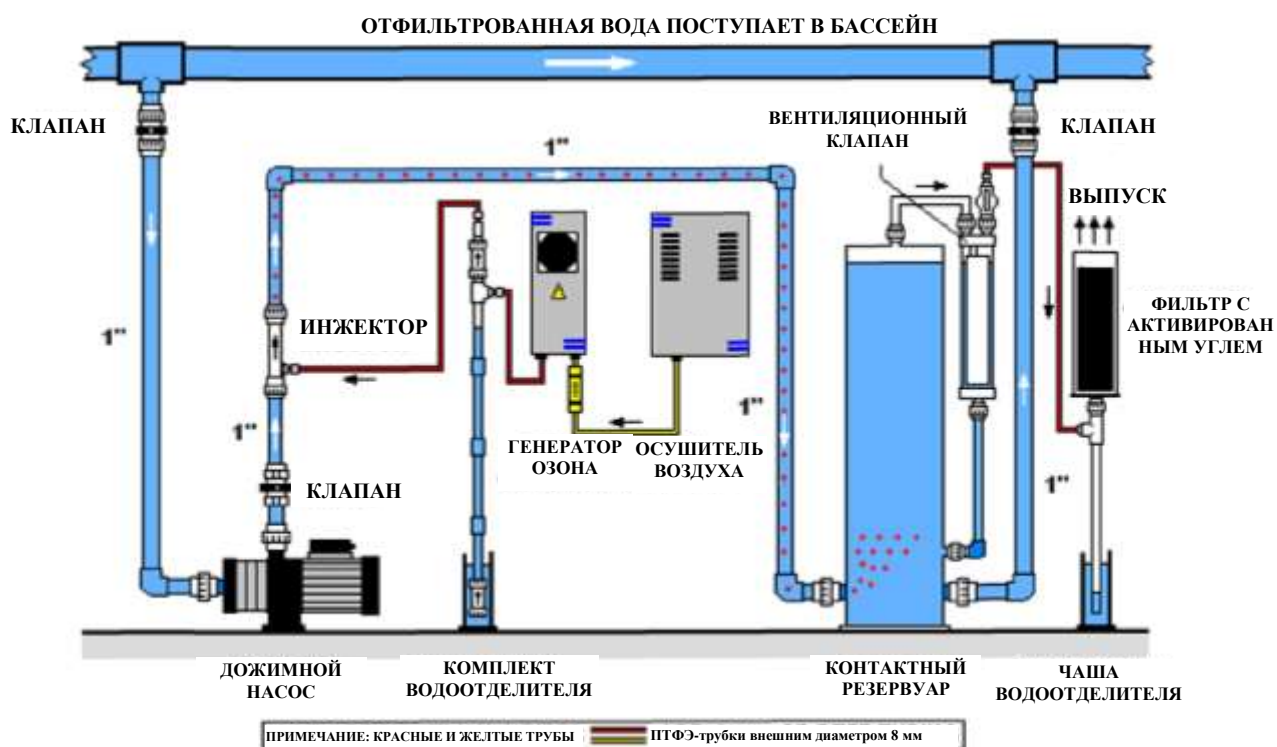 ОТФИЛЬТРОВАННАЯ ВОДА ПОСТУПАЕТ В БАССЕЙН
КЛАПАН
ВЕНТИЛЯЦИОННЫЙ
КЛАПАН
КЛАПАН
1"
ВЫПУСК
ИНЖЕКТОР
1"
ФИЛЬТР С
АКТИВИРОВАН
НЫМ УГЛЕМ
1"
1"
ГЕНЕРАТОР
ОЗОНА
ОСУШИТЕЛЬ
ВОЗДУХА
КЛАПАН
1"
ДОЖИМНОЙ
НАСОС
КОМПЛЕКТ
ВОДООТДЕЛИТЕЛЯ
КОНТАКТНЫЙ
РЕЗЕРВУАР
ЧАША
ВОДООТДЕЛИТЕЛЯ
ПРИМЕЧАНИЕ: КРАСНЫЕ И ЖЕЛТЫЕ ТРУБЫ ПТФЭ-трубки внешним диаметром 8 мм